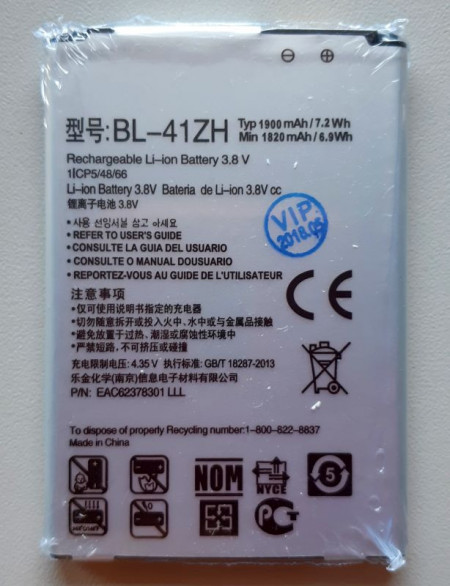 ⊖ ⊕
型号:BL-41ZH Typ 1900 mAh/7.2 Wh
Min 1820 mAh/6.9Wh
Rechargeable Li-ion Battery 3.8 V
1ICP5/48/66
Li-ion Battery 3.8V Bateria de Li-ion 3.8V cc
锂离子电池 3.8V
• 사용 선임서불 삼고 아세요
• REFER TO USER'S GUIDE
• CONSULTE LA GUIA DEL USUARIO
• CONSULTE O MANUAL DOUSUARIO
• REPORTEZ-VOUS AU GUIDE DE L'UTILISATEUR
VIP
2018.05
CE
注意事项
•仅可使用说明书指定的充电器
•切勿随意拆开或投入火中、水中或与金属品接触
•避免放置于过热、潮湿或腐蚀性环境中
•严禁短路、不可挤压或碰撞
充电限制电压: 4.35 V 执行标准: GB/T 18287-2013
乐金化学(南京)信息电子材料有限公司
P/N: EAC62378301 LLL
To dispose of properly Recycling number:1-800-822-8837
Made in China
NOM
NYCE
5